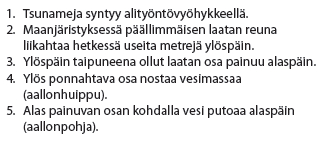 1. Tsunameja syntyy alityöntövyöhykkeellä.
2. Maanjäristyksessä päällimmäisen laatan reuna
liikahtaa hetkessä useita metrejä ylöspäin.
3. Ylöspäin taipuneena ollut laatan osa painuu alaspäin.
4. Ylös ponnahtava osa nostaa vesimassaa
(aallonhuippu).
5. Alas painuvan osan kohdalla vesi putoaa alaspäin
(aallonpohja).